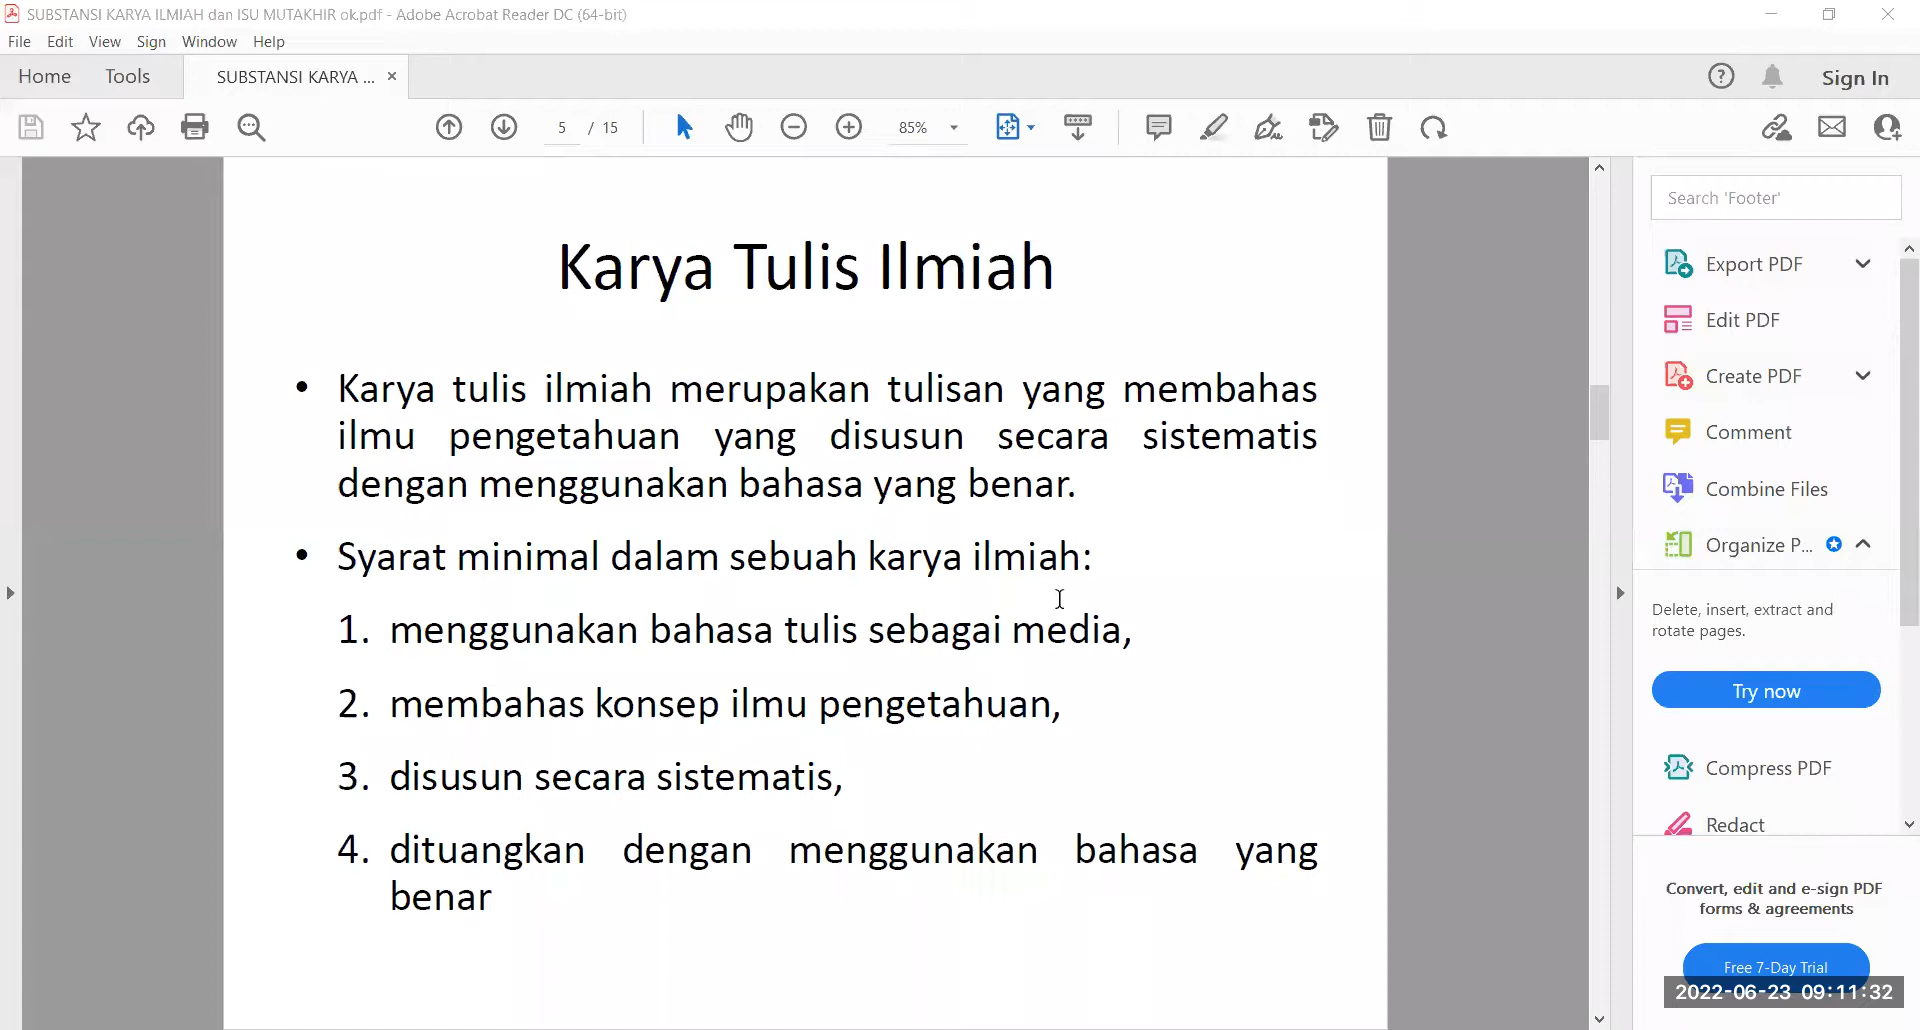 SUBSTANSI KARYA ILMIAH dan ISU MUTAKHIR ok.pdf - Adobe Acrobat Reader DC (64-bit)
File Edit View Sign Window Help
Home Tools SUBSTANSI KARYA ... × Sign In
5 / 15 85%
Search 'Footer'
Karya Tulis Ilmiah
• Karya tulis ilmiah merupakan tulisan yang membahas
ilmu pengetahuan yang disusun secara sistematis
dengan menggunakan bahasa yang benar.
• Syarat minimal dalam sebuah karya ilmiah:
1. menggunakan bahasa tulis sebagai media,
2. membahas konsep ilmu pengetahuan,
3. disusun secara sistematis,
4. dituangkan dengan menggunakan bahasa yang
benar
Export PDF
Edit PDF
Create PDF
Comment
Combine Files
Organize P...
Delete, insert, extract and
rotate pages.
Try now
Compress PDF
Redact
Convert, edit and e-sign PDF
forms & agreements
Free 7-Day Trial
2022-06-23 09:11:32